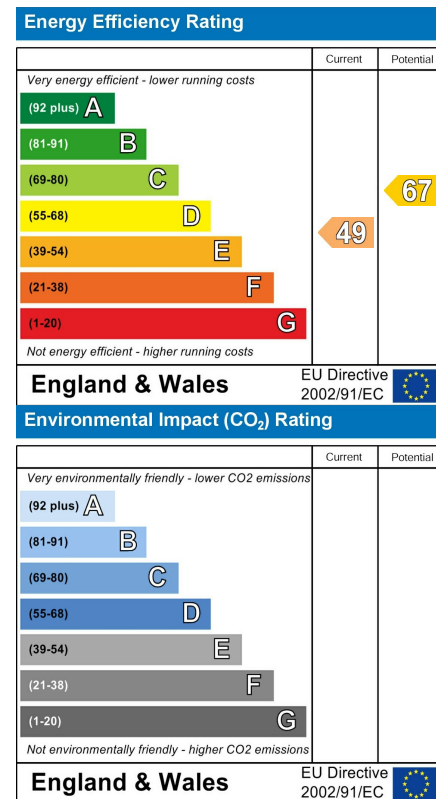 Energy Efficiency Rating
Current Potential
Very energy efficient - lower running costs
(92 plus) A
(81-91) B
(69-80) C
67
(55-68) D
49
(39-54) E
(21-38) F
(1-20) G
Not energy efficient - higher running costs
England & Wales
EU Directive
2002/91/EC
Environmental Impact (CO₂) Rating
Current Potential
Very environmentally friendly - lower CO2 emissions
(92 plus) A
(81-91) B
(69-80) C
(55-68) D
(39-54) E
(21-38) F
(1-20) G
Not environmentally friendly - higher CO2 emissions
England & Wales
EU Directive
2002/91/EC